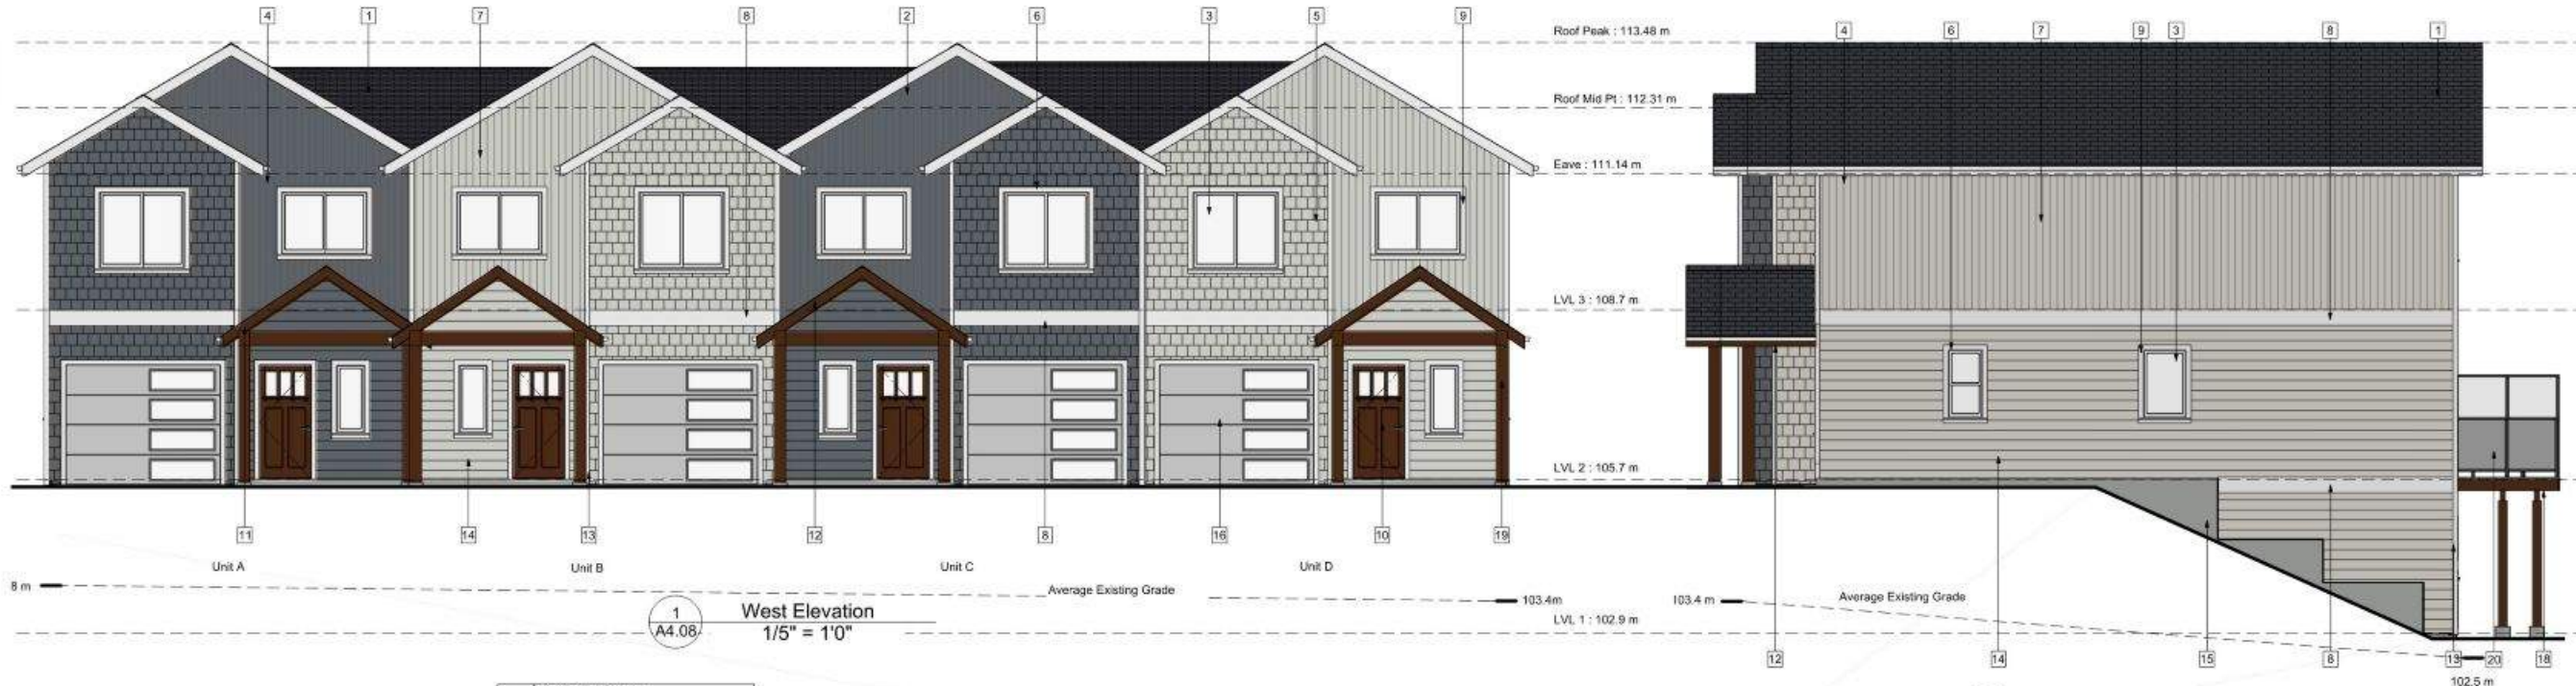 4 1 7 8 2 6 3 5 9
Roof Peak : 113.48 m
Roof Mid Pt : 112.31 m
Eave : 111.14 m
LVL 3 : 108.7 m
LVL 2 : 105.7 m
11 14 13 12 8 16 10 19
Unit A Unit B Unit C Unit D
8 m
Average Existing Grade
103.4m
LVL 1 : 102.9 m
1
A4.08
West Elevation
1/5" = 1'0"
4 6 7 9 3 8 1
103.4 m
Average Existing Grade
12 14 15 8 20 18
102.5 m